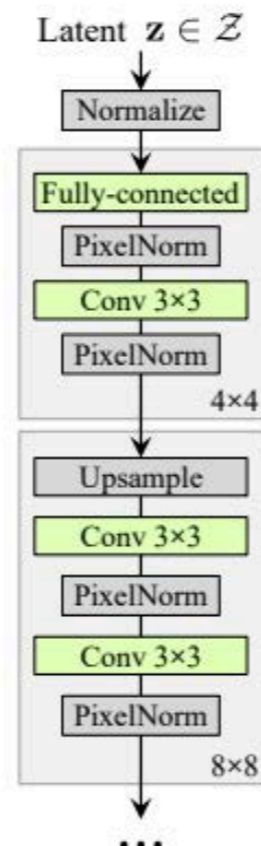 Latent z ∈ 𝒵
Normalize
Fully-connected
PixelNorm
Conv 3×3
PixelNorm
4×4
Upsample
Conv 3×3
PixelNorm
Conv 3×3
PixelNorm
8×8
...